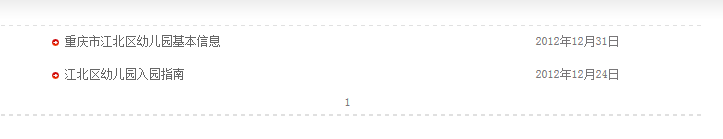 重庆市江北区幼儿园基本信息 2012年12月31日
江北区幼儿园入园指南 2012年12月24日
1